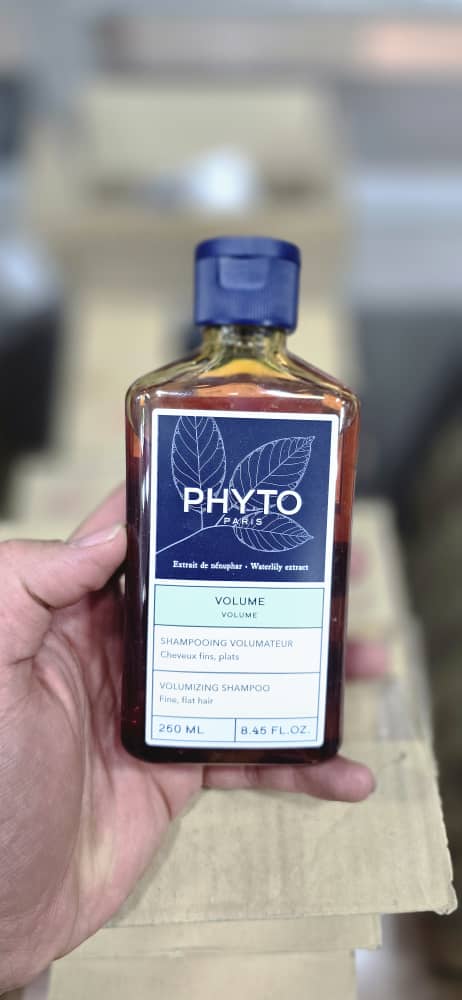 PHYTO
PARIS
Extrait de nénuphar · Waterlily extract
VOLUME
VOLUME
SHAMPOOING VOLUMATEUR
Cheveux fins, plats
VOLUMIZING SHAMPOO
Fine, flat hair
250 ML 8.45 FL.OZ.